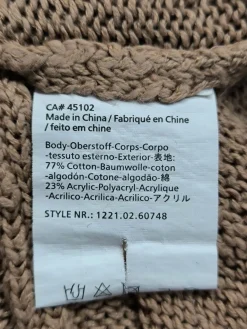 CA# 45102
Made in China / Fabriqué en Chine
/ feito em chine
Body-Oberstoff-Corps-Corpo
-tessuto esterno-Exterior-表地:
77% Cotton-Baumwolle-coton
-algodón-Cotone-algodão-綿
23% Acrylic-Polyacryl-Acrylique
-Acrilico-Acrílica-Acrílico-アクリル
STYLE NR.: 1221.02.60748